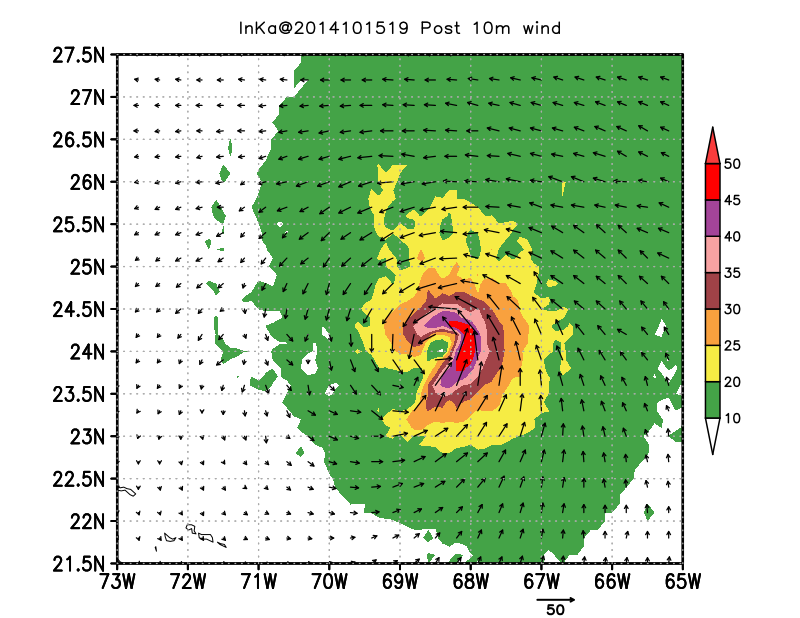 InKa@2014101519 Post 10m wind
27.5N
27N
26.5N
26N
25.5N
25N
24.5N
24N
23.5N
23N
22.5N
22N
21.5N
73W 72W 71W 70W 69W 68W 67W 66W 65W
50
45
40
35
30
25
20
10
50